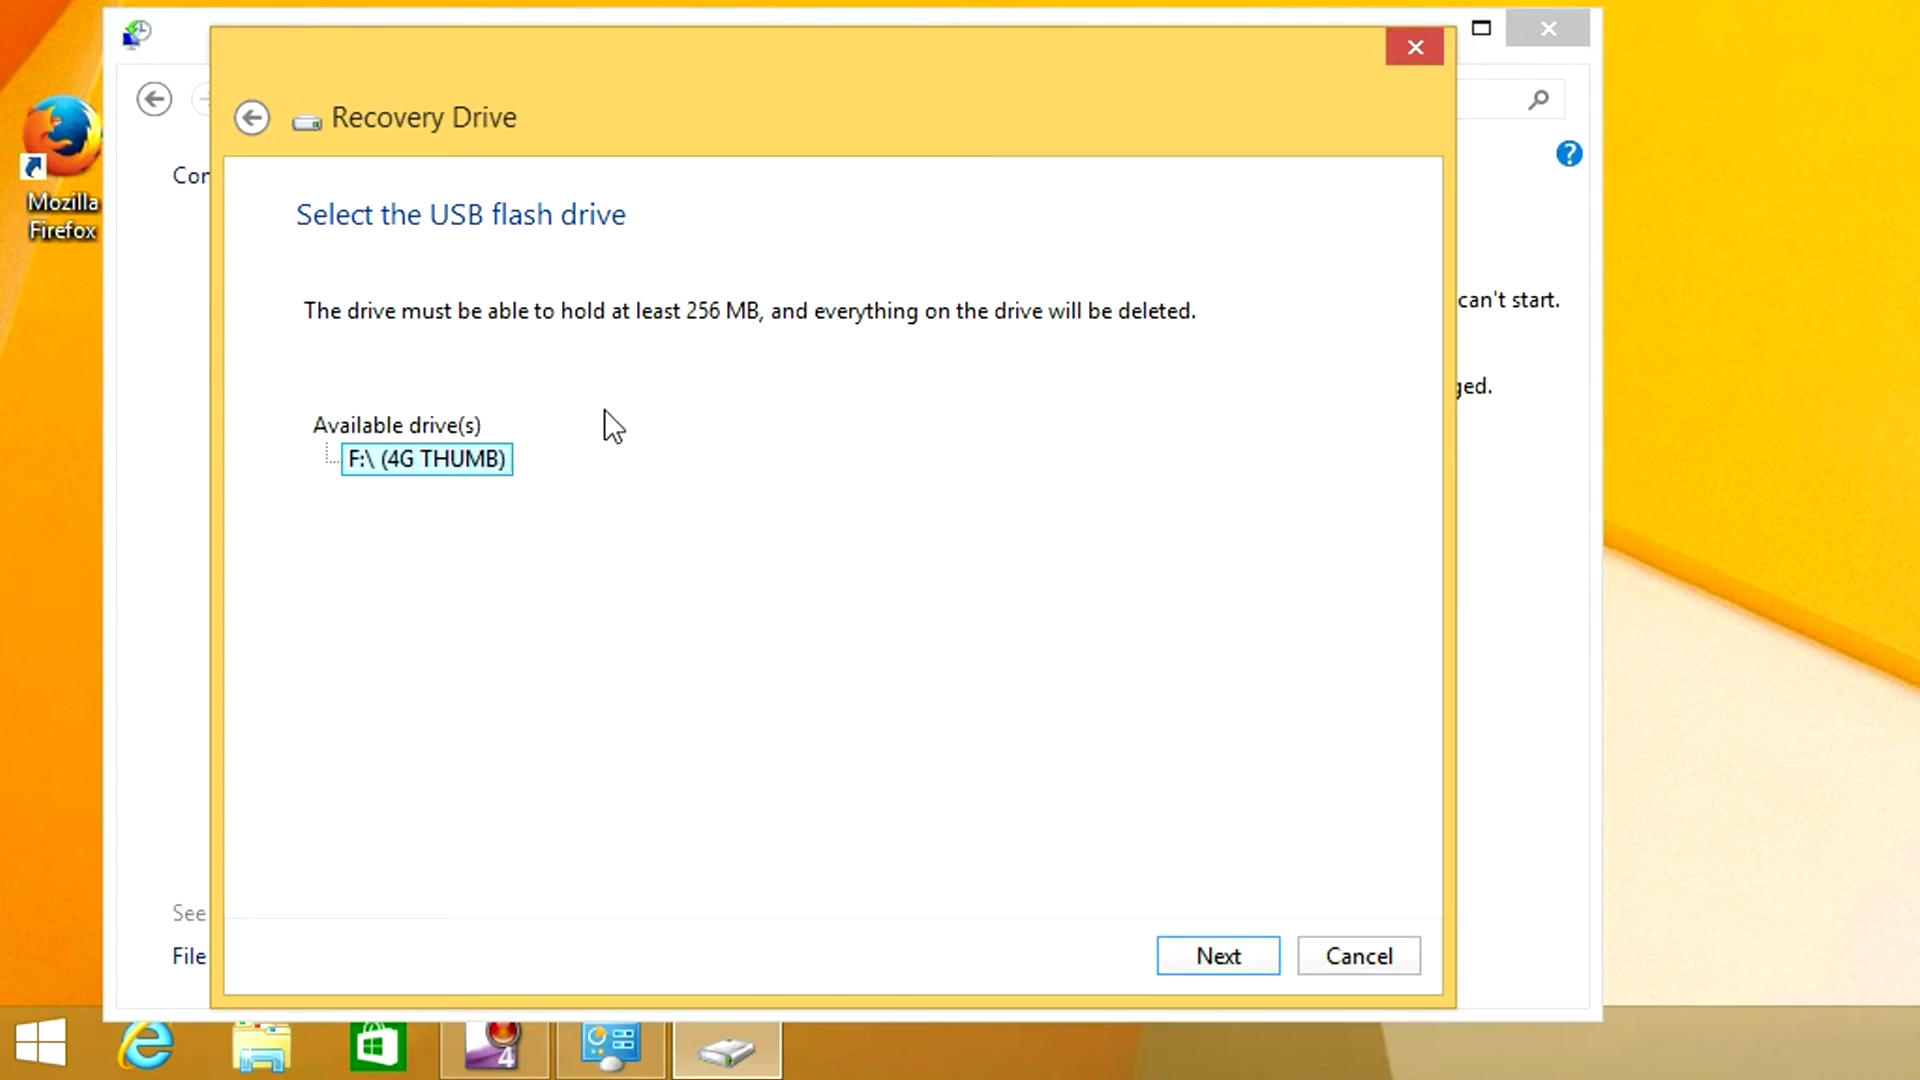 Recovery Drive
Mozilla
Firefox
Con
Select the USB flash drive
The drive must be able to hold at least 256 MB, and everything on the drive will be deleted.
can't start.
ged.
Available drive(s)
F:\ (4G THUMB)
See
File
Next
Cancel
4